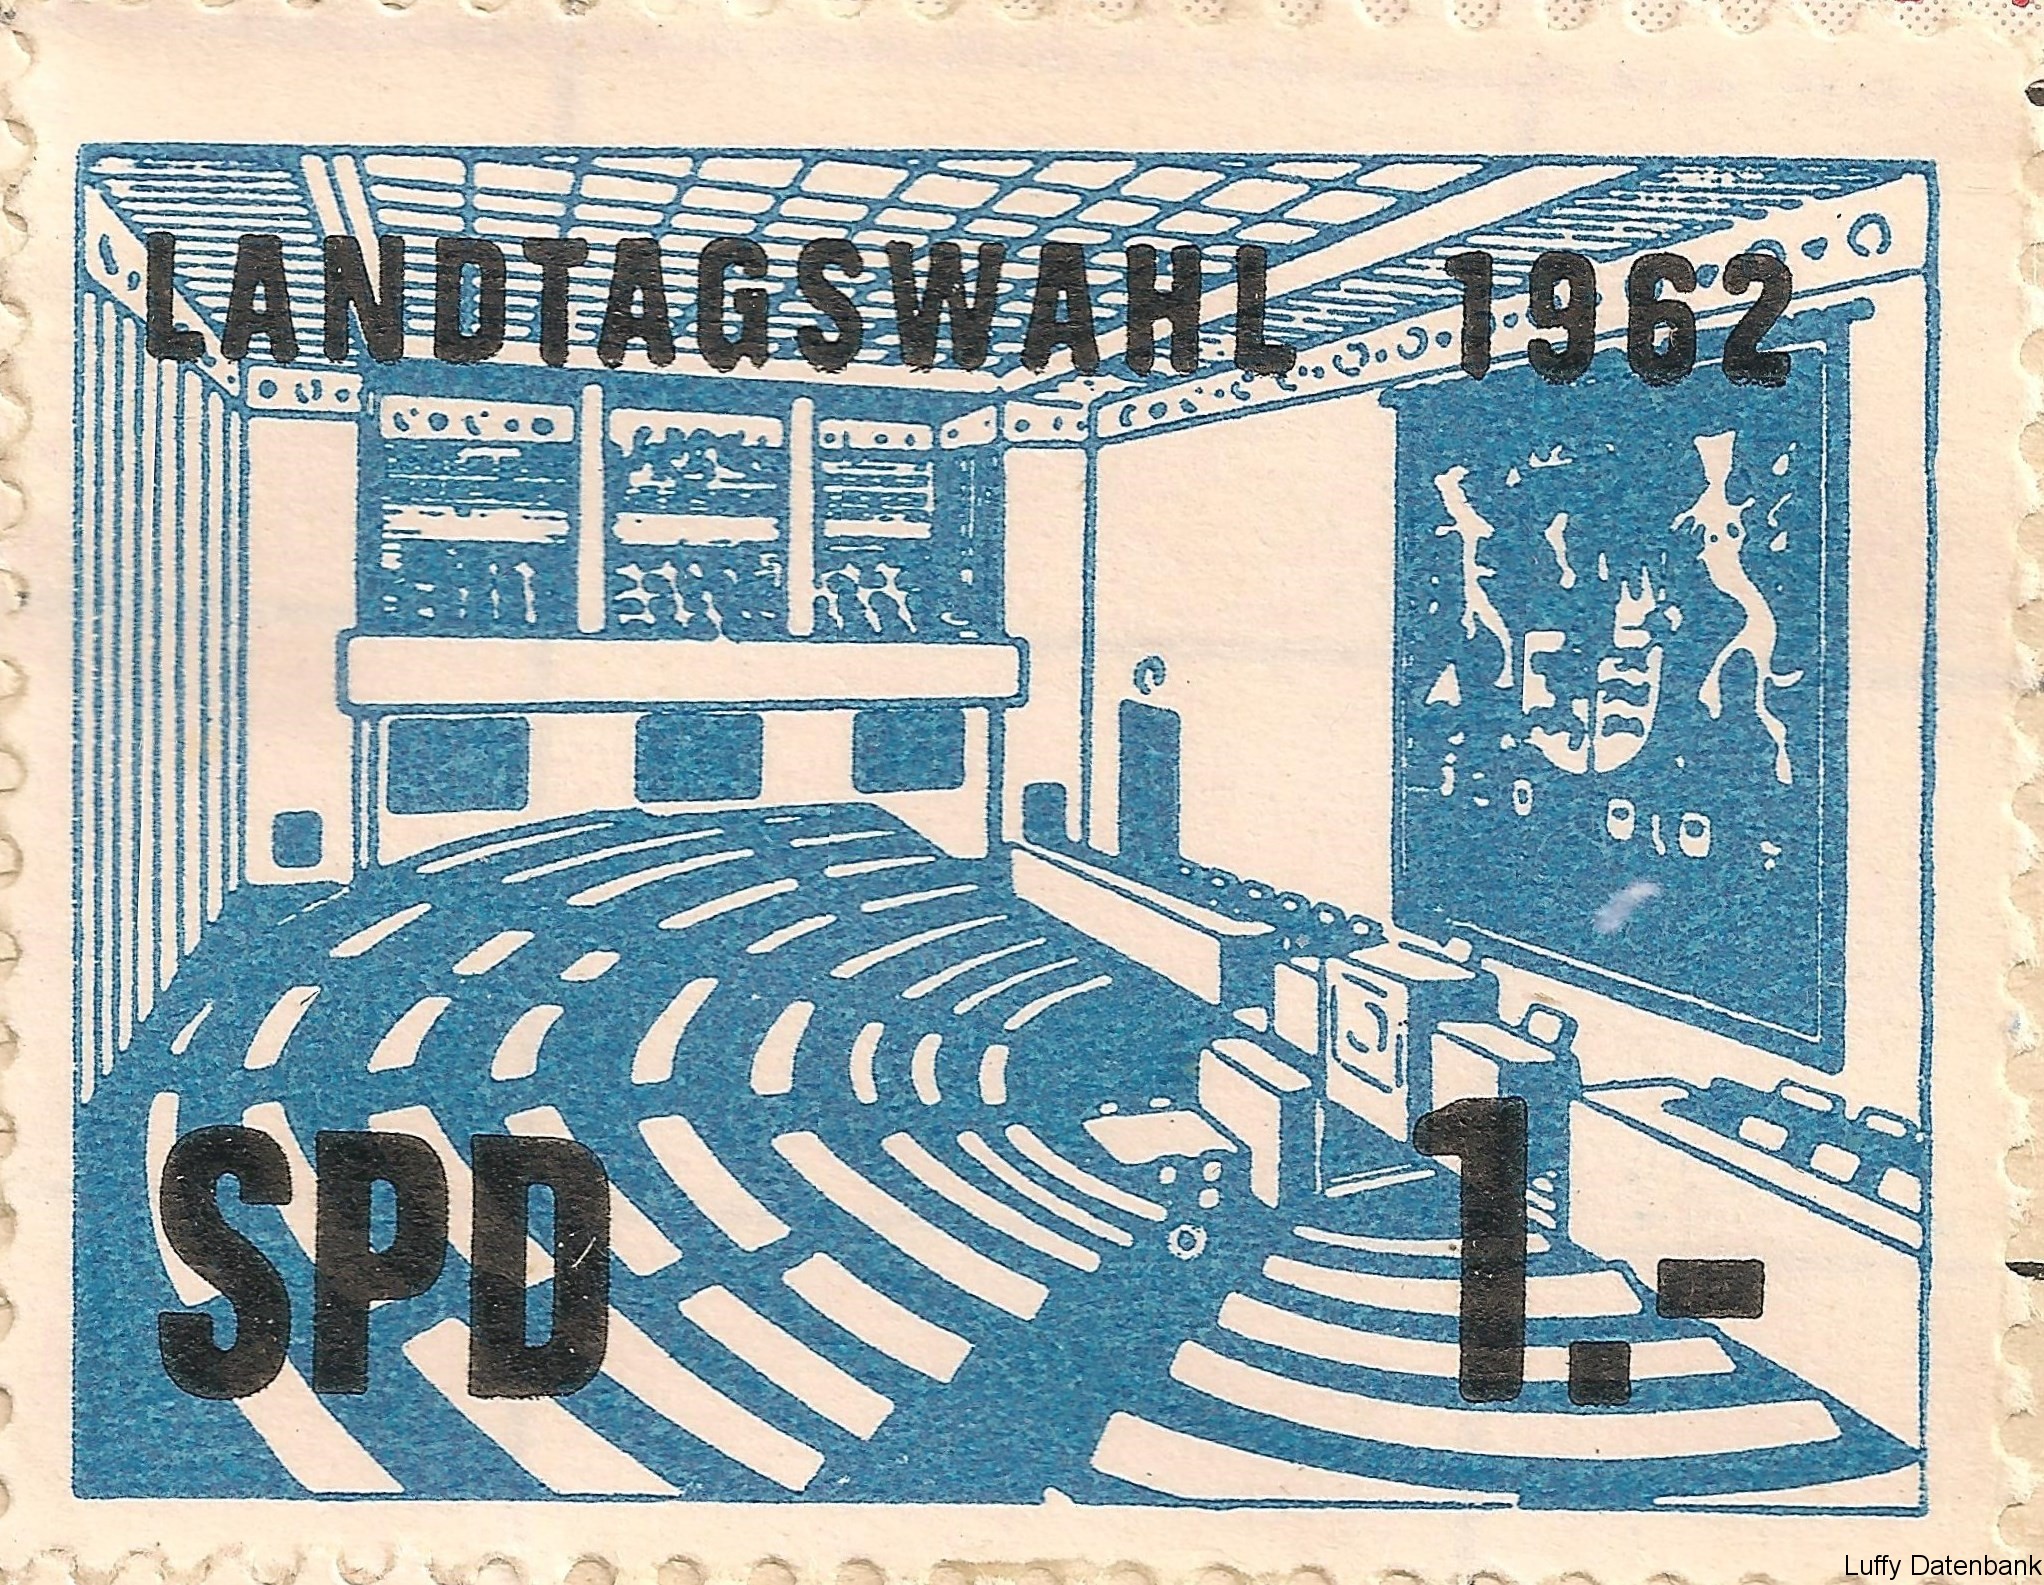 LANDTAGSWAHL 1962
SPD 1.-
Luffy Datenbank